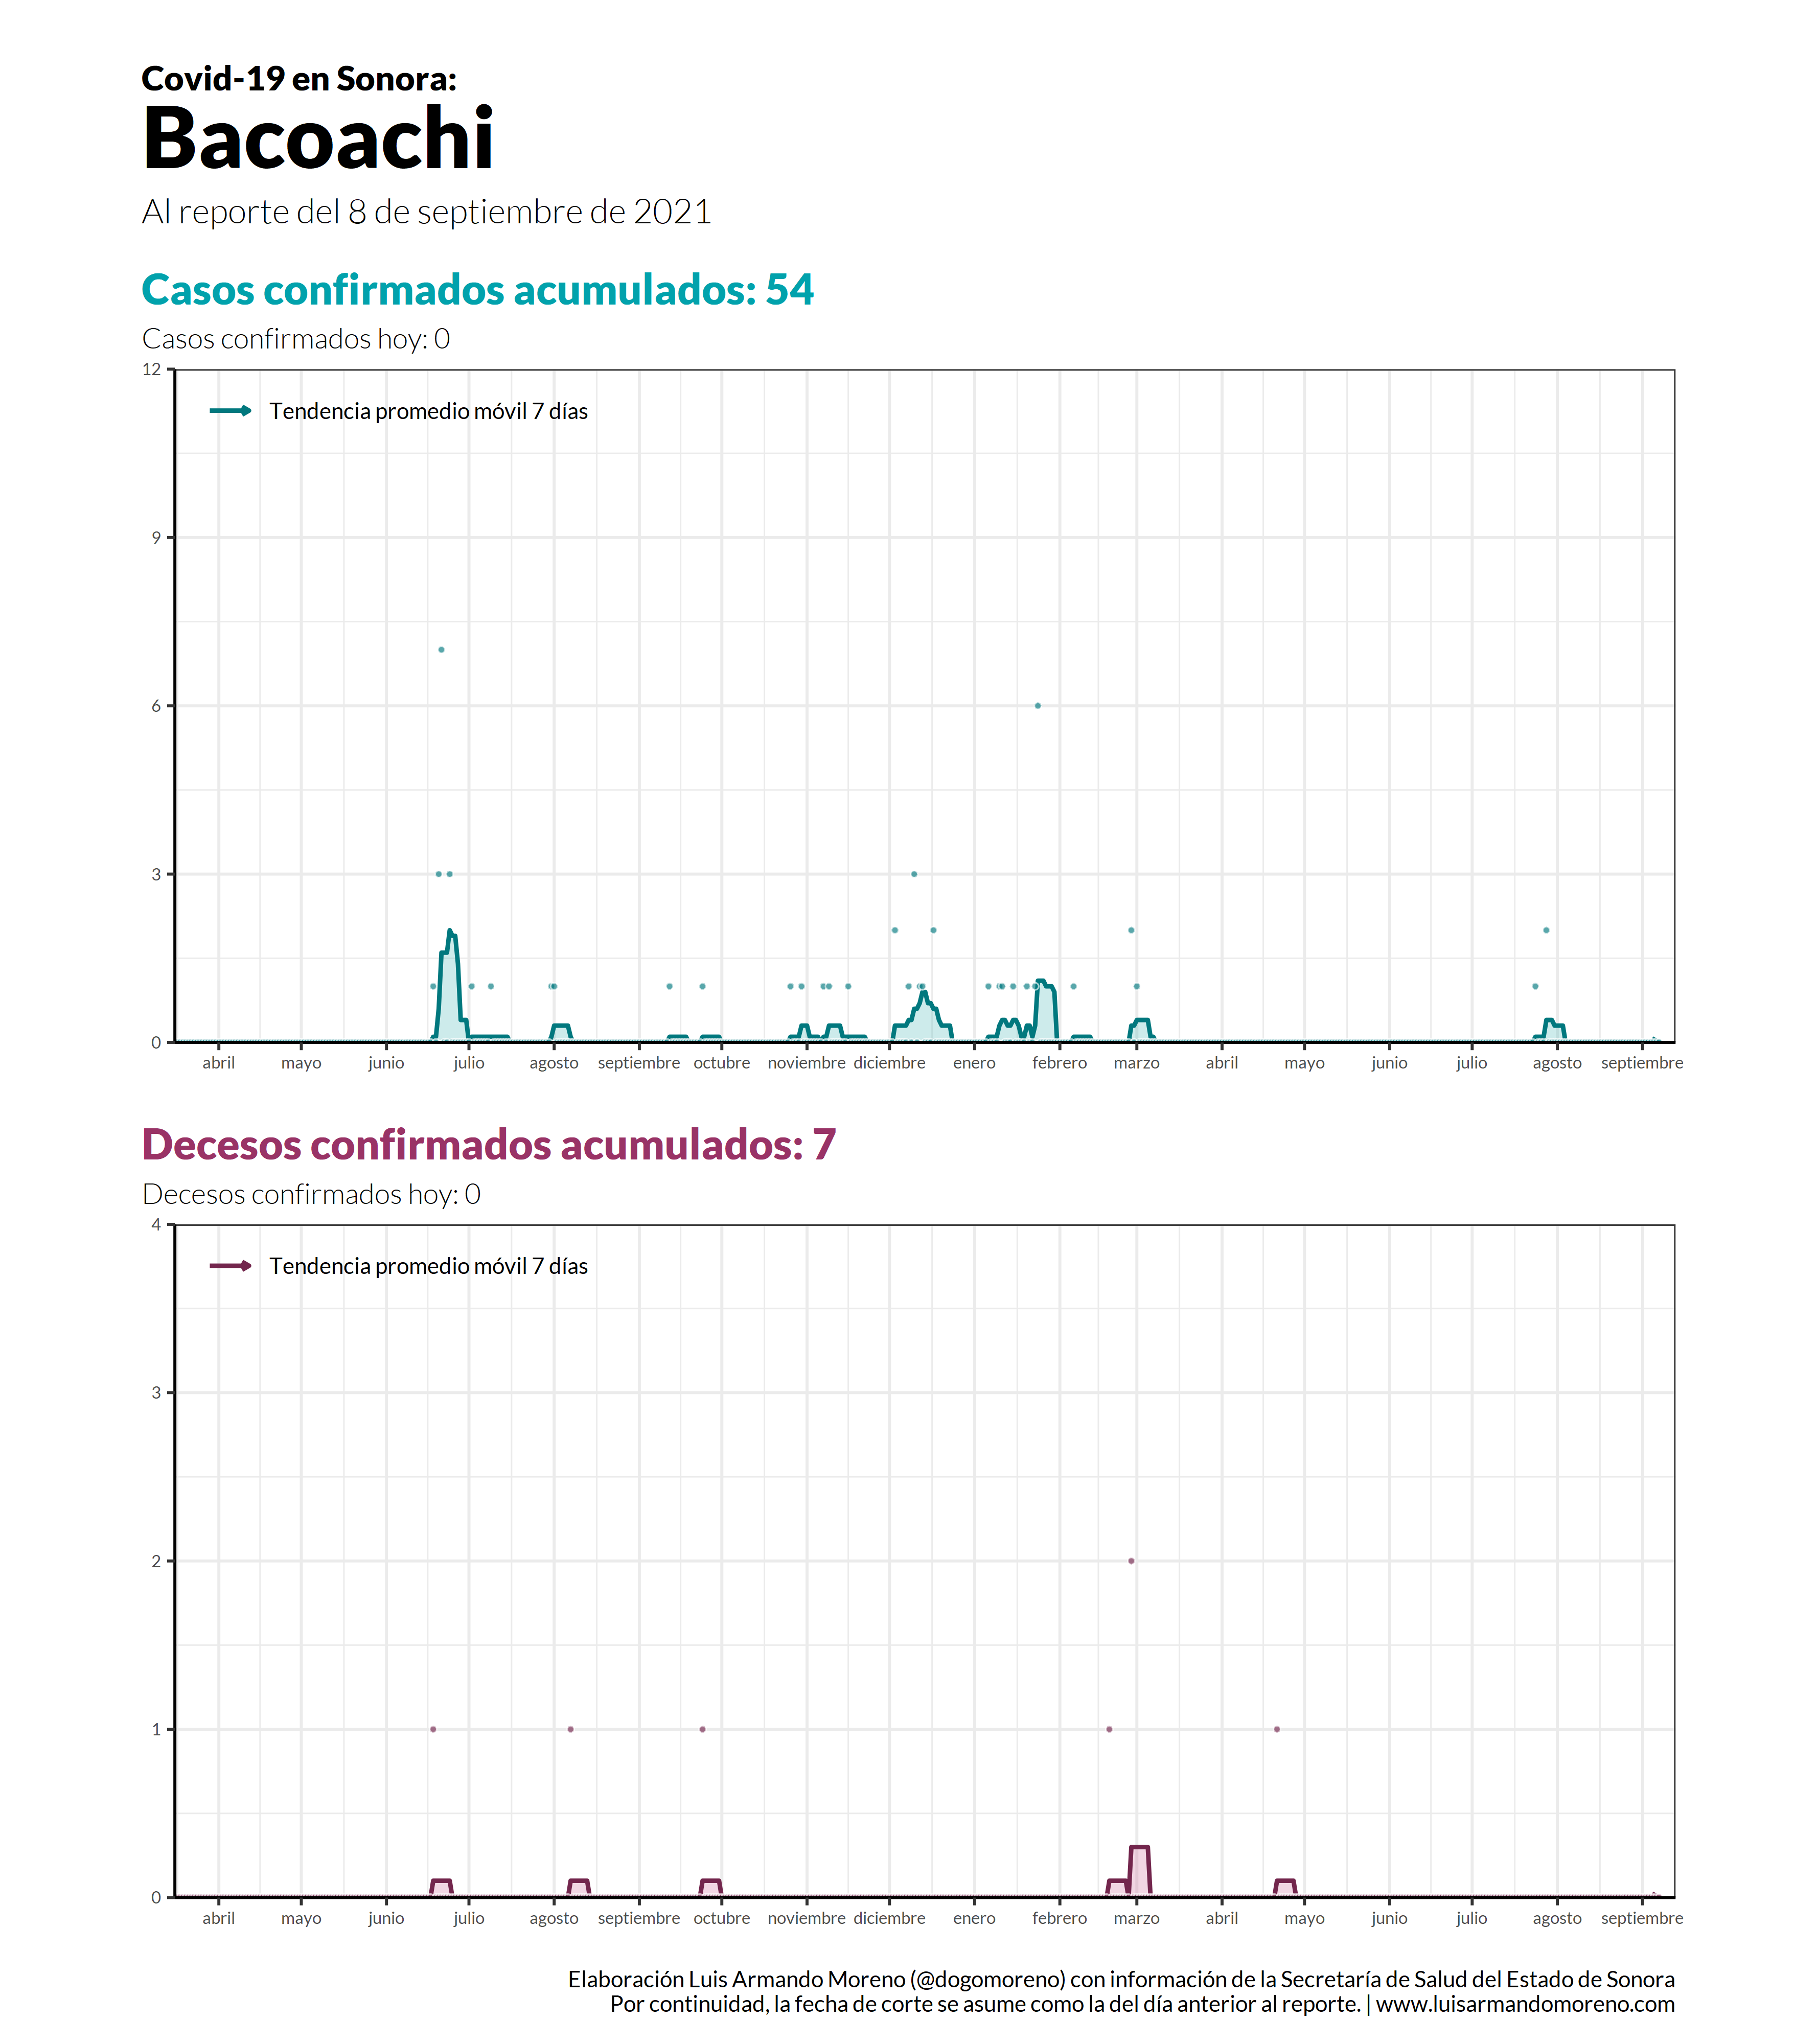 Covid-19 en Sonora:
Bacoachi
Al reporte del 8 de septiembre de 2021
Casos confirmados acumulados: 54
Casos confirmados hoy: 0
12
Tendencia promedio móvil 7 días
9
6
3
0
abril mayo junio julio agosto septiembre octubre noviembre diciembre enero febrero marzo abril mayo junio julio agosto septiembre
Decesos confirmados acumulados: 7
Decesos confirmados hoy: 0
4
Tendencia promedio móvil 7 días
3
2
1
0
abril mayo junio julio agosto septiembre octubre noviembre diciembre enero febrero marzo abril mayo junio julio agosto septiembre
Elaboración Luis Armando Moreno (@dogomoreno) con información de la Secretaría de Salud del Estado de Sonora
Por continuidad, la fecha de corte se asume como la del día anterior al reporte. | www.luisarmandomoreno.com